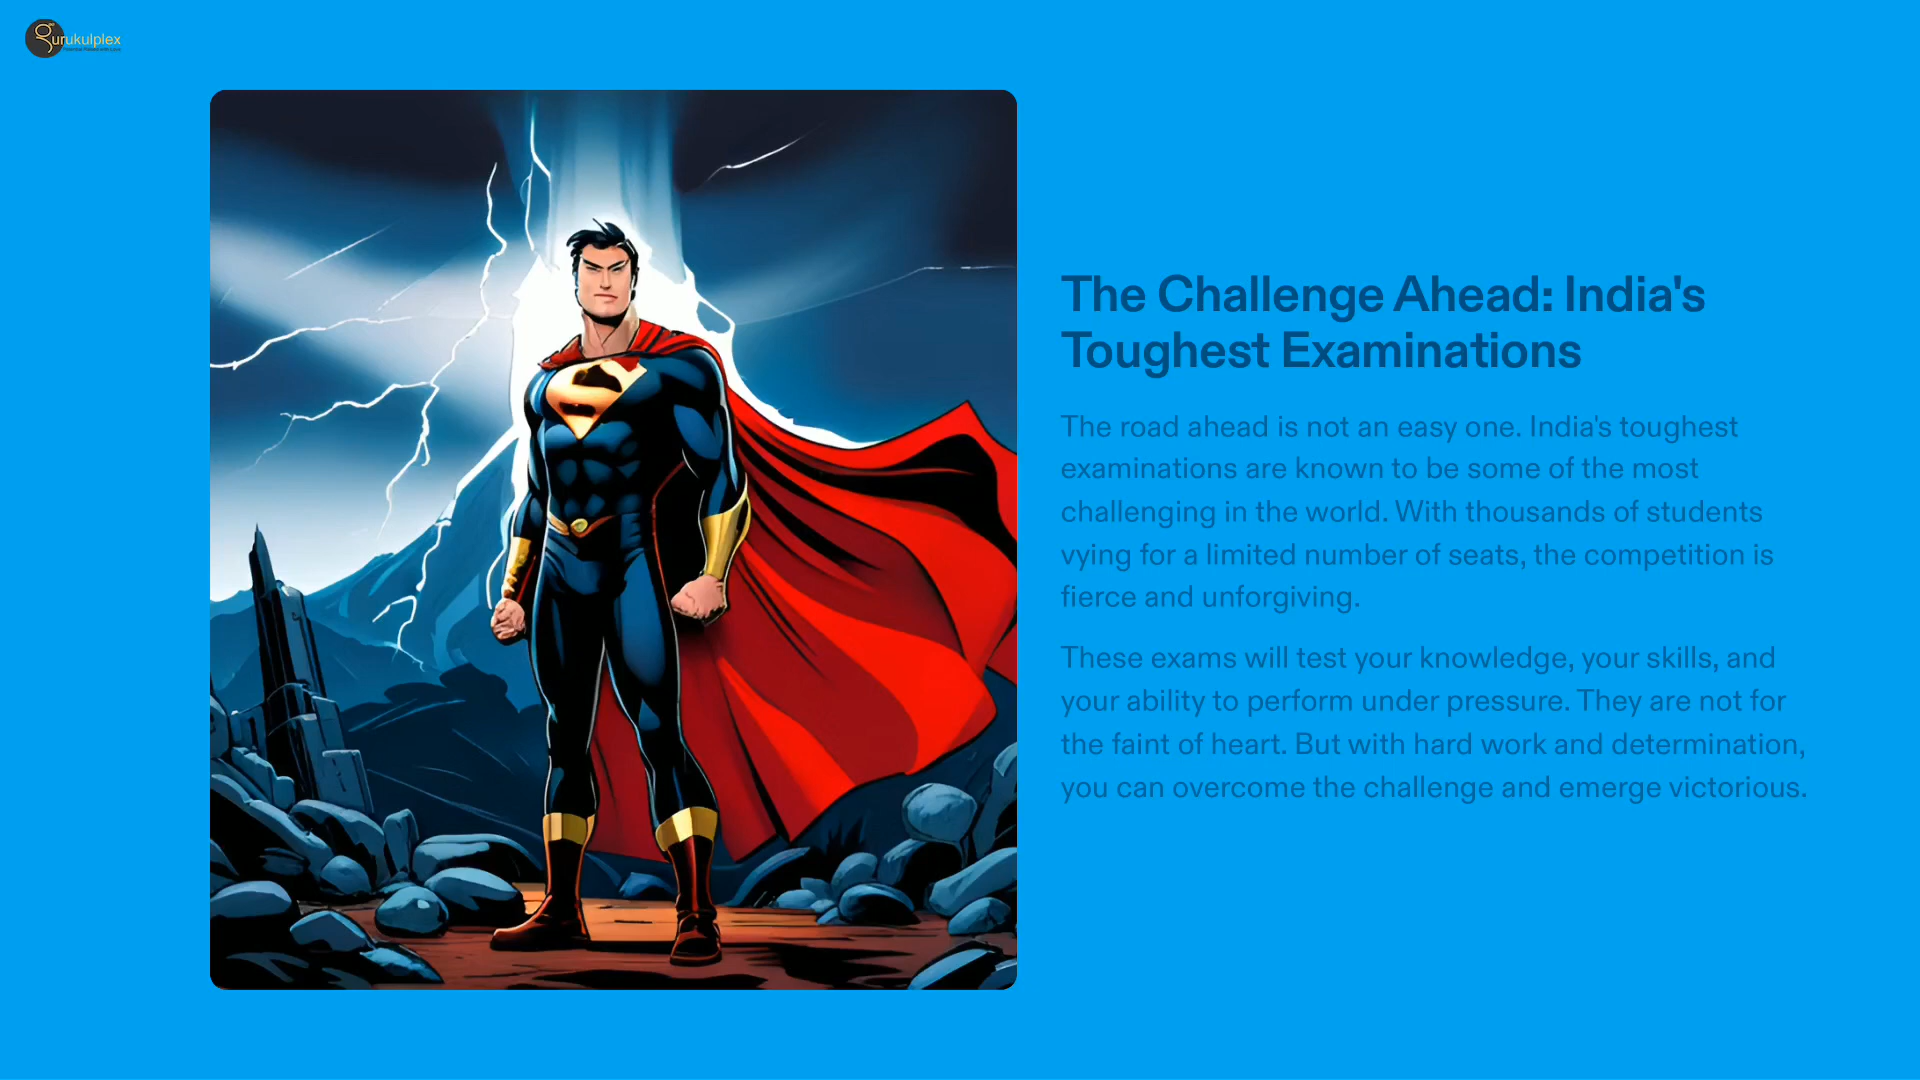 gurukulplex
The Challenge Ahead: India's
Toughest Examinations
The road ahead is not an easy one. India's toughest
examinations are known to be some of the most
challenging in the world. With thousands of students
vying for a limited number of seats, the competition is
fierce and unforgiving.
These exams will test your knowledge, your skills, and
your ability to perform under pressure. They are not for
the faint of heart. But with hard work and determination,
you can overcome the challenge and emerge victorious.